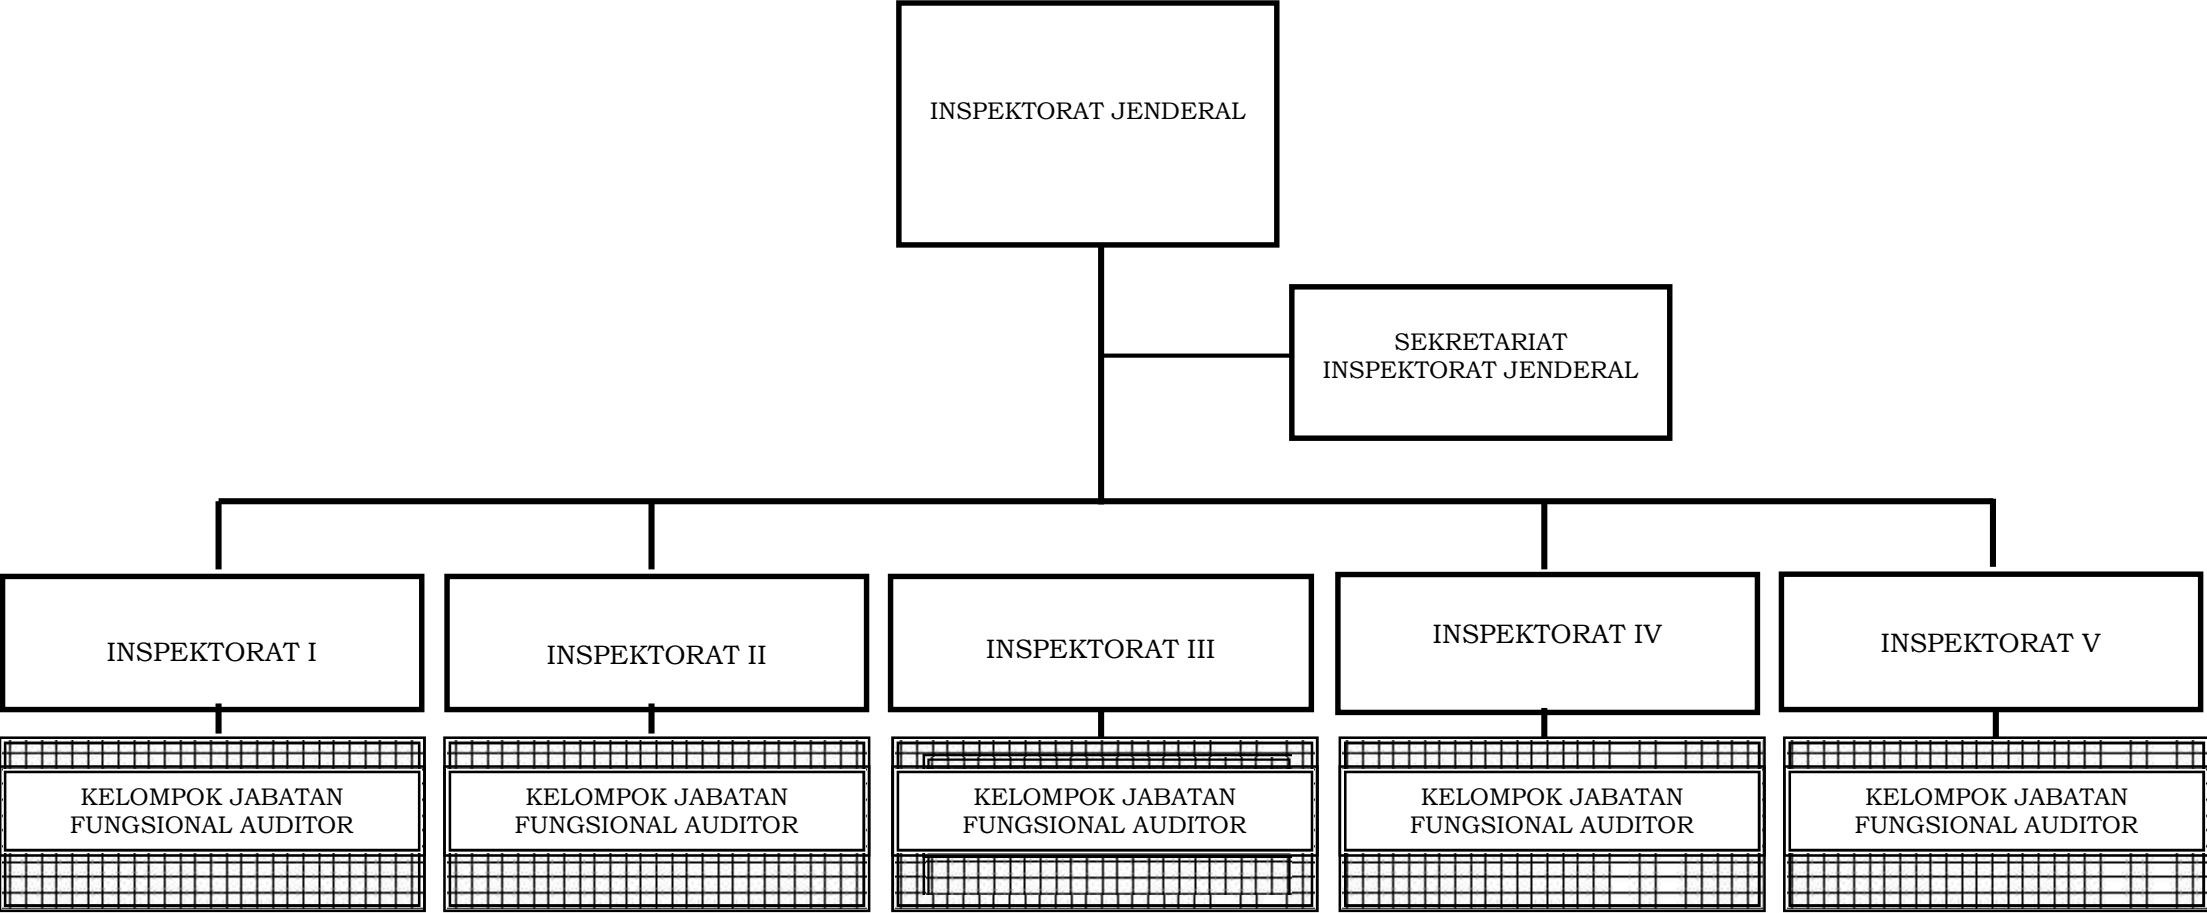 INSPEKTORAT JENDERAL
SEKRETARIAT
INSPEKTORAT JENDERAL
INSPEKTORAT I
INSPEKTORAT II
INSPEKTORAT III
INSPEKTORAT IV
INSPEKTORAT V
KELOMPOK JABATAN
FUNGSIONAL AUDITOR
KELOMPOK JABATAN
FUNGSIONAL AUDITOR
KELOMPOK JABATAN
FUNGSIONAL AUDITOR
KELOMPOK JABATAN
FUNGSIONAL AUDITOR
KELOMPOK JABATAN
FUNGSIONAL AUDITOR